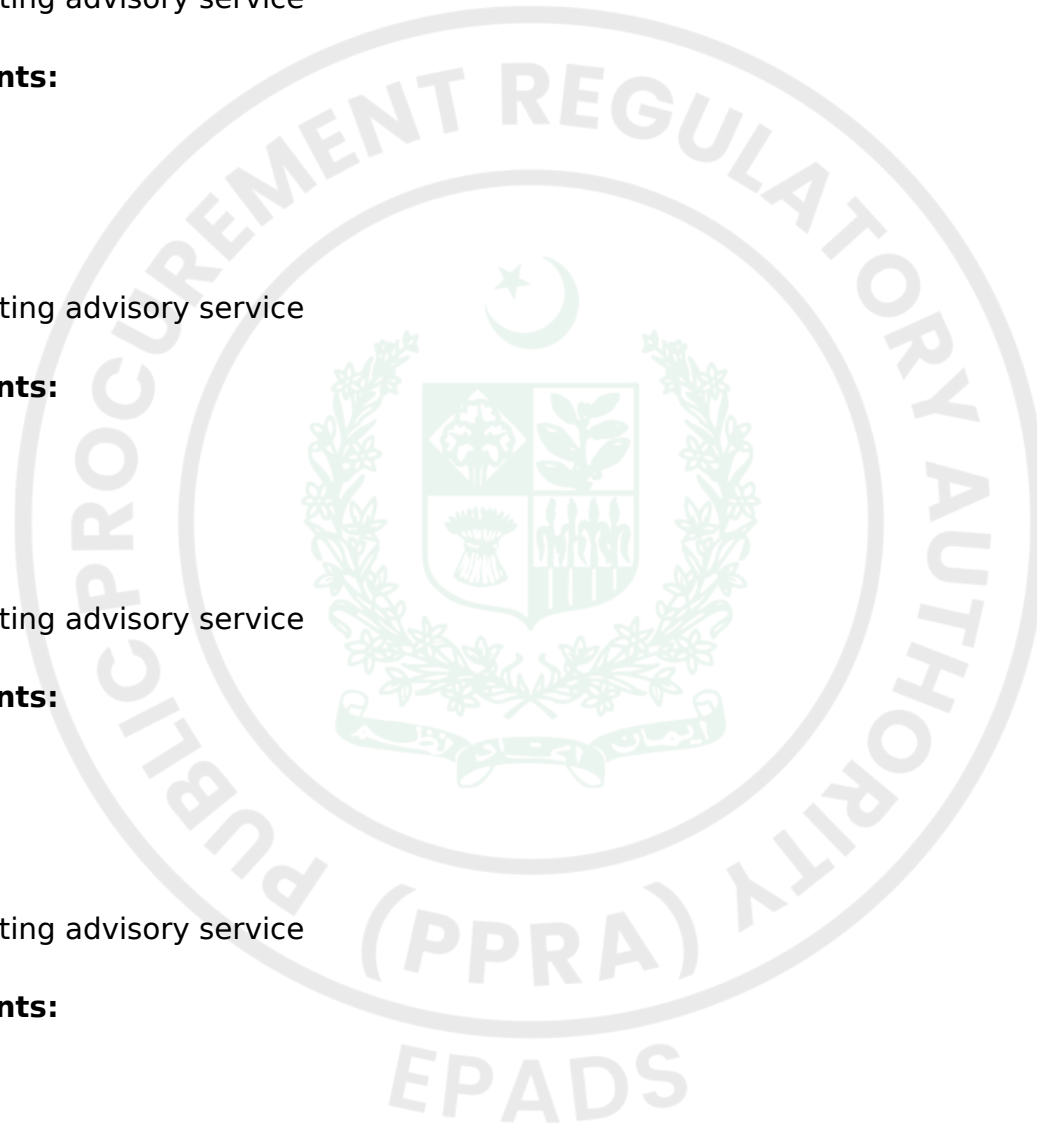 ting advisory service
nts:
ting advisory service
nts:
ting advisory service
nts:
ting advisory service
nts:
PUBLIC PROCUREMENT REGULATORY AUTHORITY
(PPRA)
EPADS